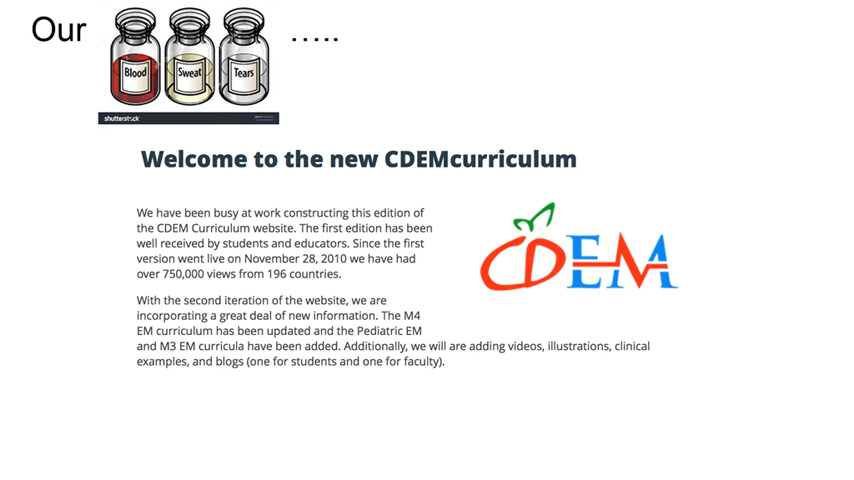 Our
.....
Blood
Sweat
Tears
shutterstock
Welcome to the new CDEMcurriculum
We have been busy at work constructing this edition of
the CDEM Curriculum website. The first edition has been
well received by students and educators. Since the first
version went live on November 28, 2010 we have had
over 750,000 views from 196 countries.
CDEM
With the second iteration of the website, we are
incorporating a great deal of new information. The M4
EM curriculum has been updated and the Pediatric EM
and M3 EM curricula have been added. Additionally, we will are adding videos, illustrations, clinical
examples, and blogs (one for students and one for faculty).